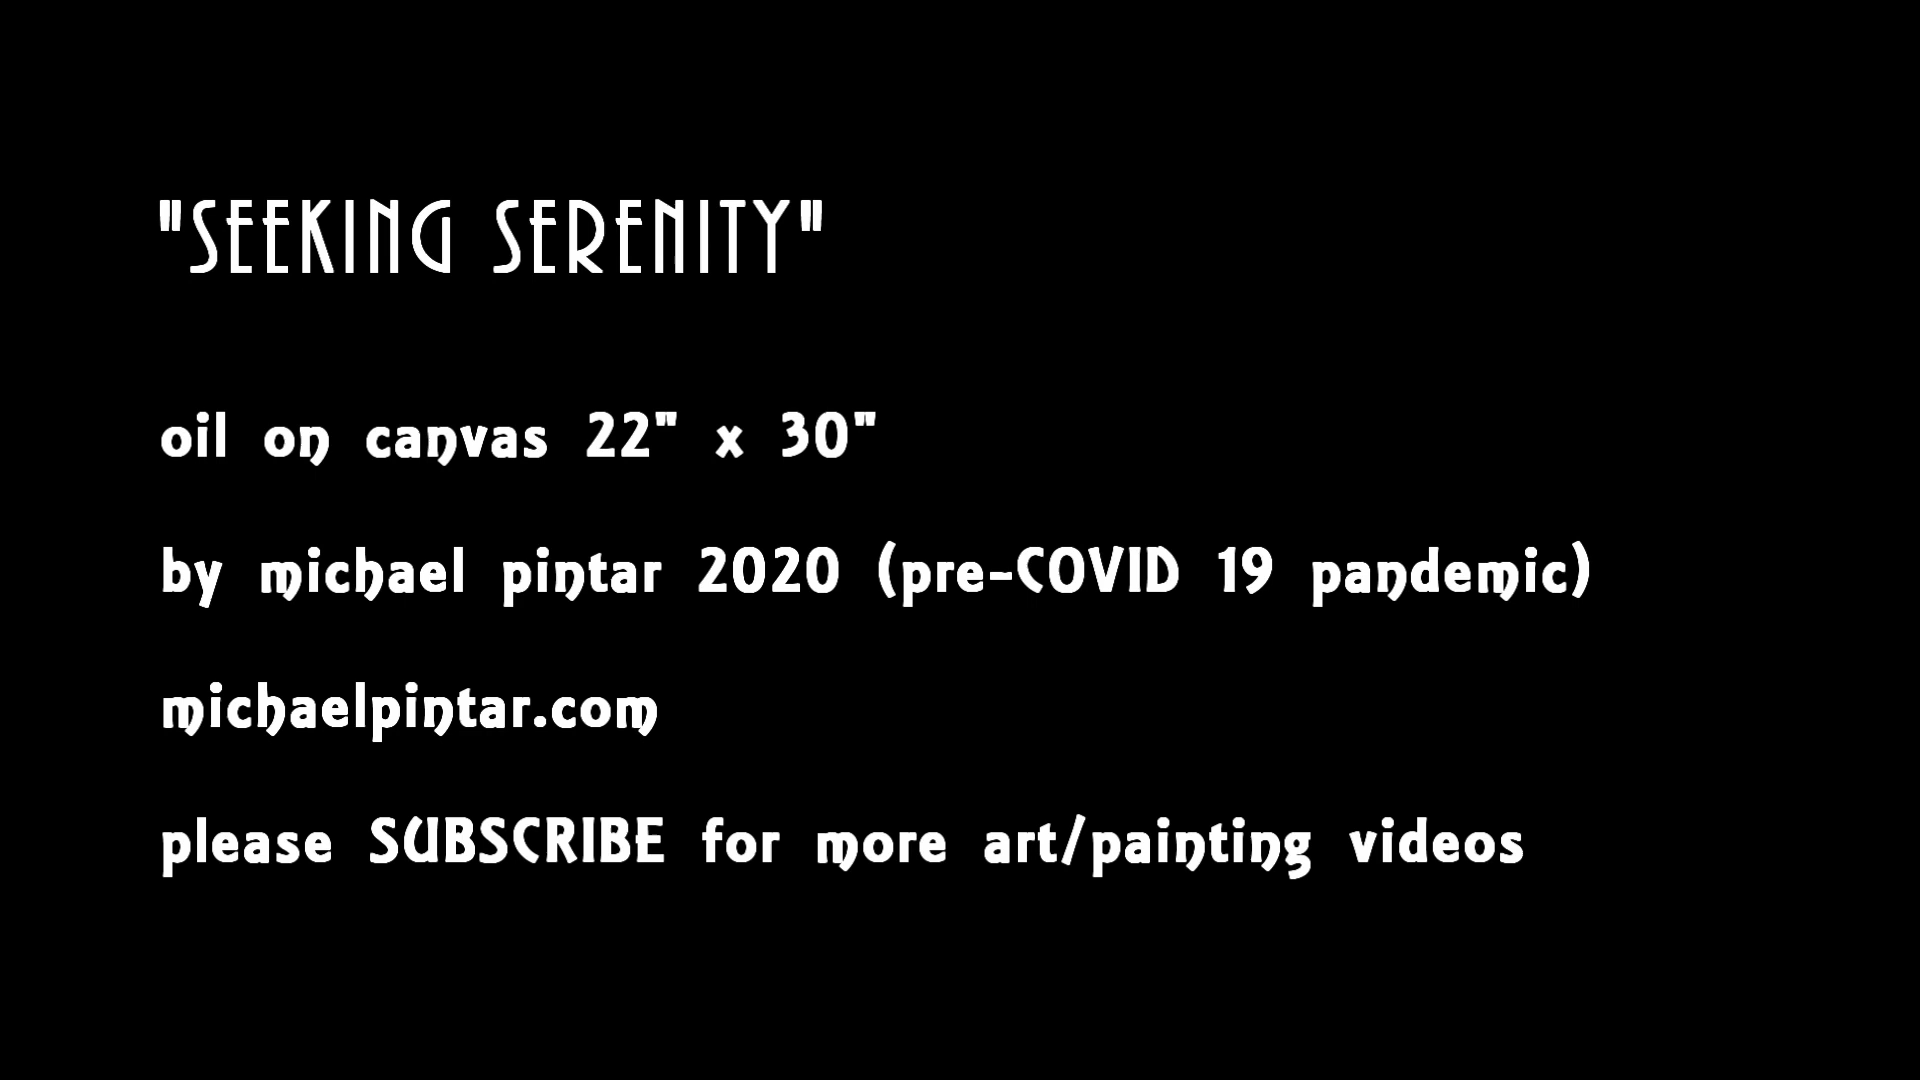 "SEEKING SERENITY"
oil on canvas 22" x 30"
by michael pintar 2020 (pre-COVID 19 pandemic)
michaelpintar.com
please SUBSCRIBE for more art/painting videos